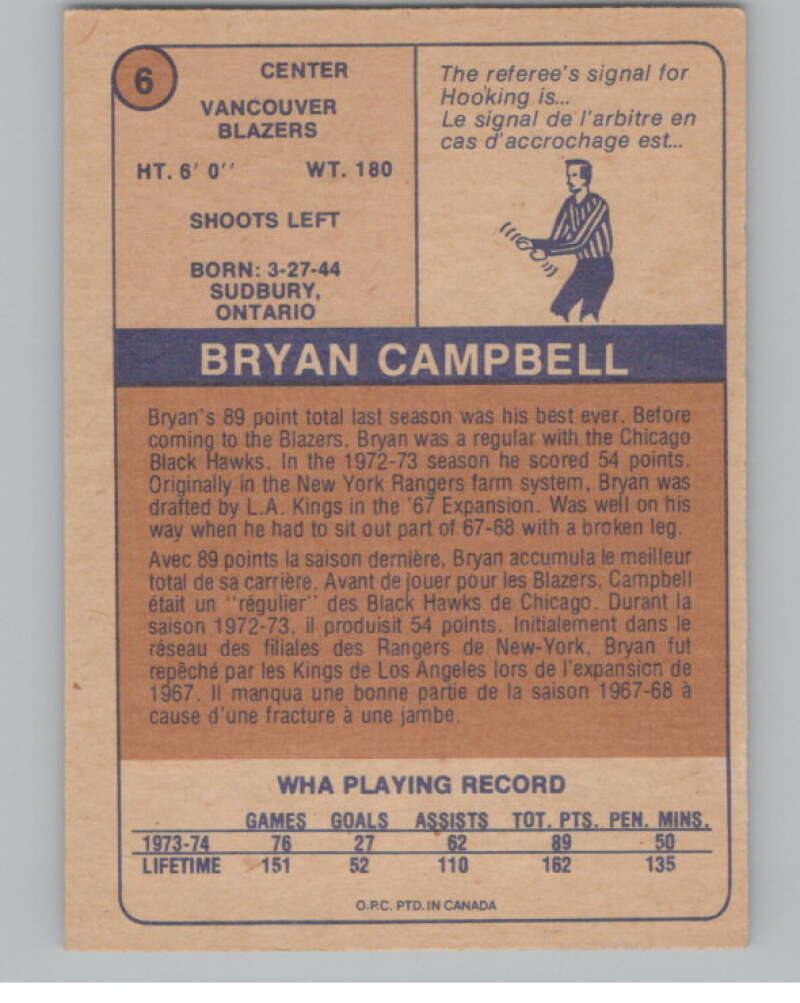 6
CENTER
VANCOUVER
BLAZERS
HT. 6' 0'' WT. 180
SHOOTS LEFT
BORN: 3-27-44
SUDBURY,
ONTARIO
The referee's signal for
Hooking is...
Le signal de l'arbitre en
cas d'accrochage est...
BRYAN CAMPBELL
Bryan's 89 point total last season was his best ever. Before
coming to the Blazers, Bryan was a regular with the Chicago
Black Hawks. In the 1972-73 season he scored 54 points.
Originally in the New York Rangers farm system, Bryan was
drafted by L.A. Kings in the '67 Expansion. Was well on his
way when he had to sit out part of 67-68 with a broken leg.
Avec 89 points la saison dernière, Bryan accumula le meilleur
total de sa carrière. Avant de jouer pour les Blazers, Campbell
était un "régulier" des Black Hawks de Chicago. Durant la
saison 1972-73, il produisit 54 points. Initialement dans le
réseau des filiales des Rangers de New-York, Bryan fut
repêché par les Kings de Los Angeles lors de l'expansion de
1967. Il manqua une bonne partie de la saison 1967-68 à
cause d'une fracture à une jambe.
WHA PLAYING RECORD
GAMES GOALS ASSISTS TOT. PTS. PEN. MINS.
1973-74 76 27 62 89 50
LIFETIME 151 52 110 162 135
O.P.C. PTD. IN CANADA